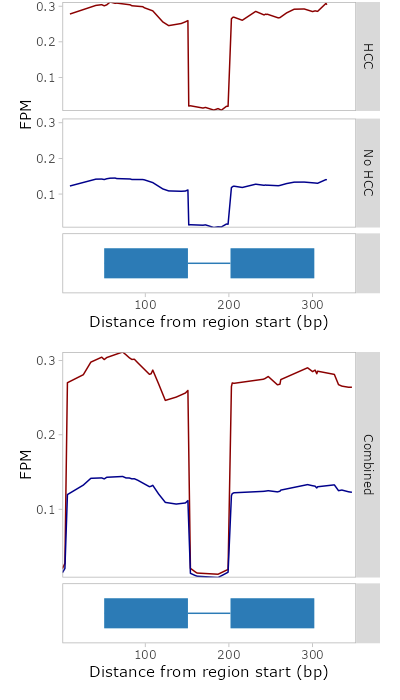 0.3
0.2
0.1
HCC
FPM
0.3
0.2
0.1
No HCC
100 200 300
Distance from region start (bp)
0.3
0.2
0.1
FPM
Combined
100 200 300
Distance from region start (bp)